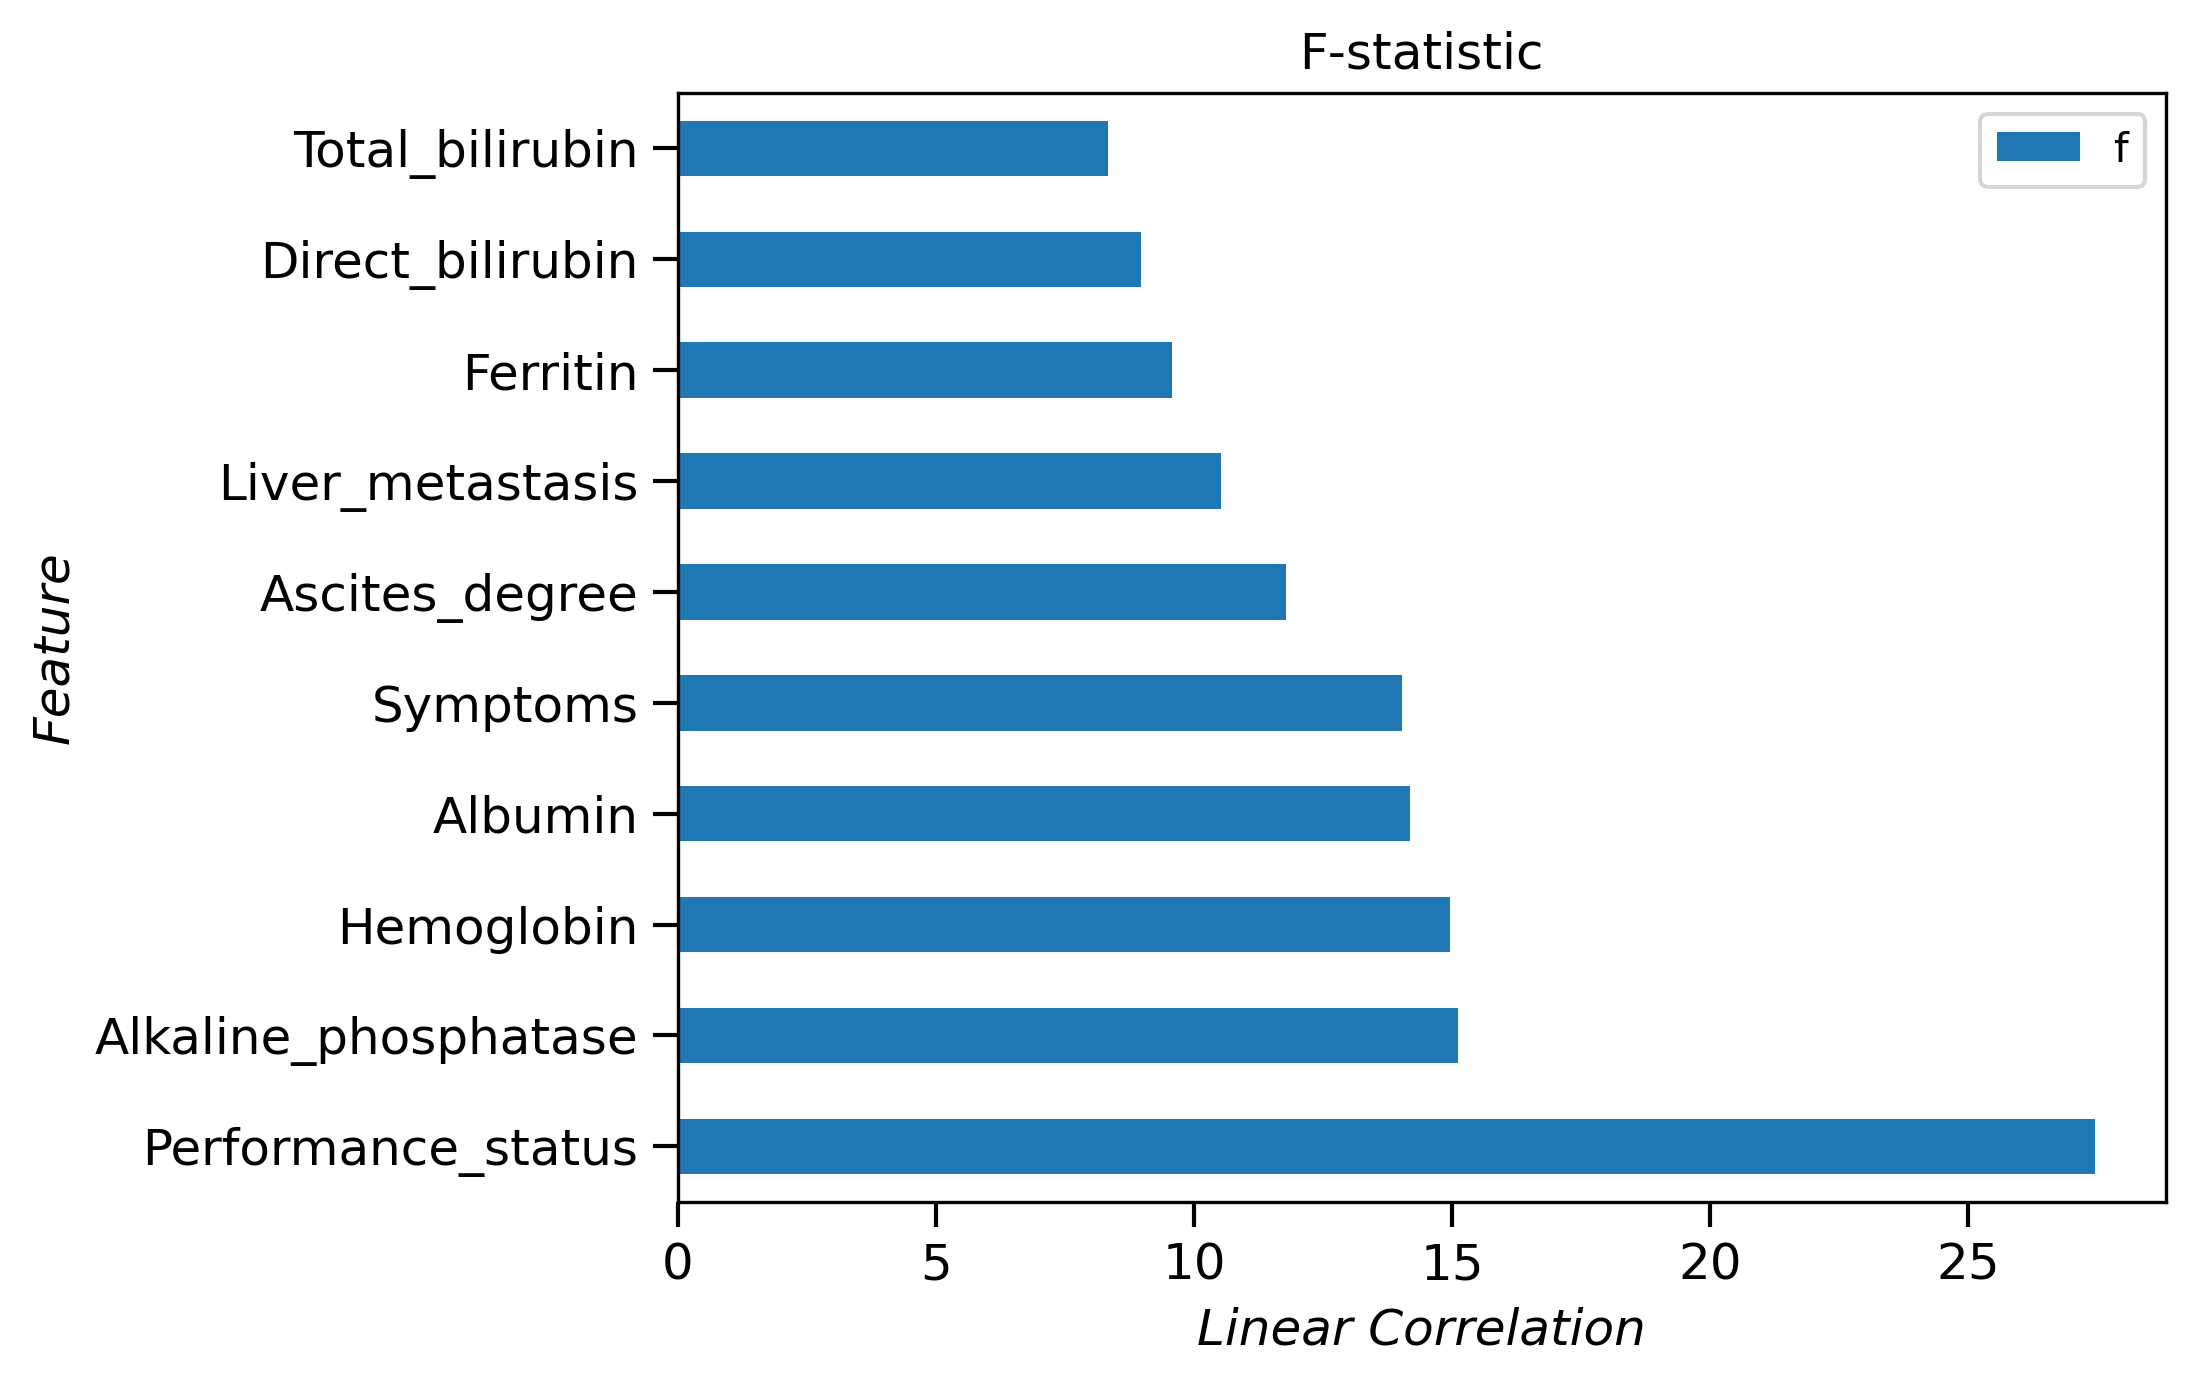 F-statistic
f
Total_bilirubin
Direct_bilirubin
Ferritin
Liver_metastasis
Ascites_degree
Symptoms
Albumin
Hemoglobin
Alkaline_phosphatase
Performance_status
Feature
0 5 10 15 20 25
Linear Correlation